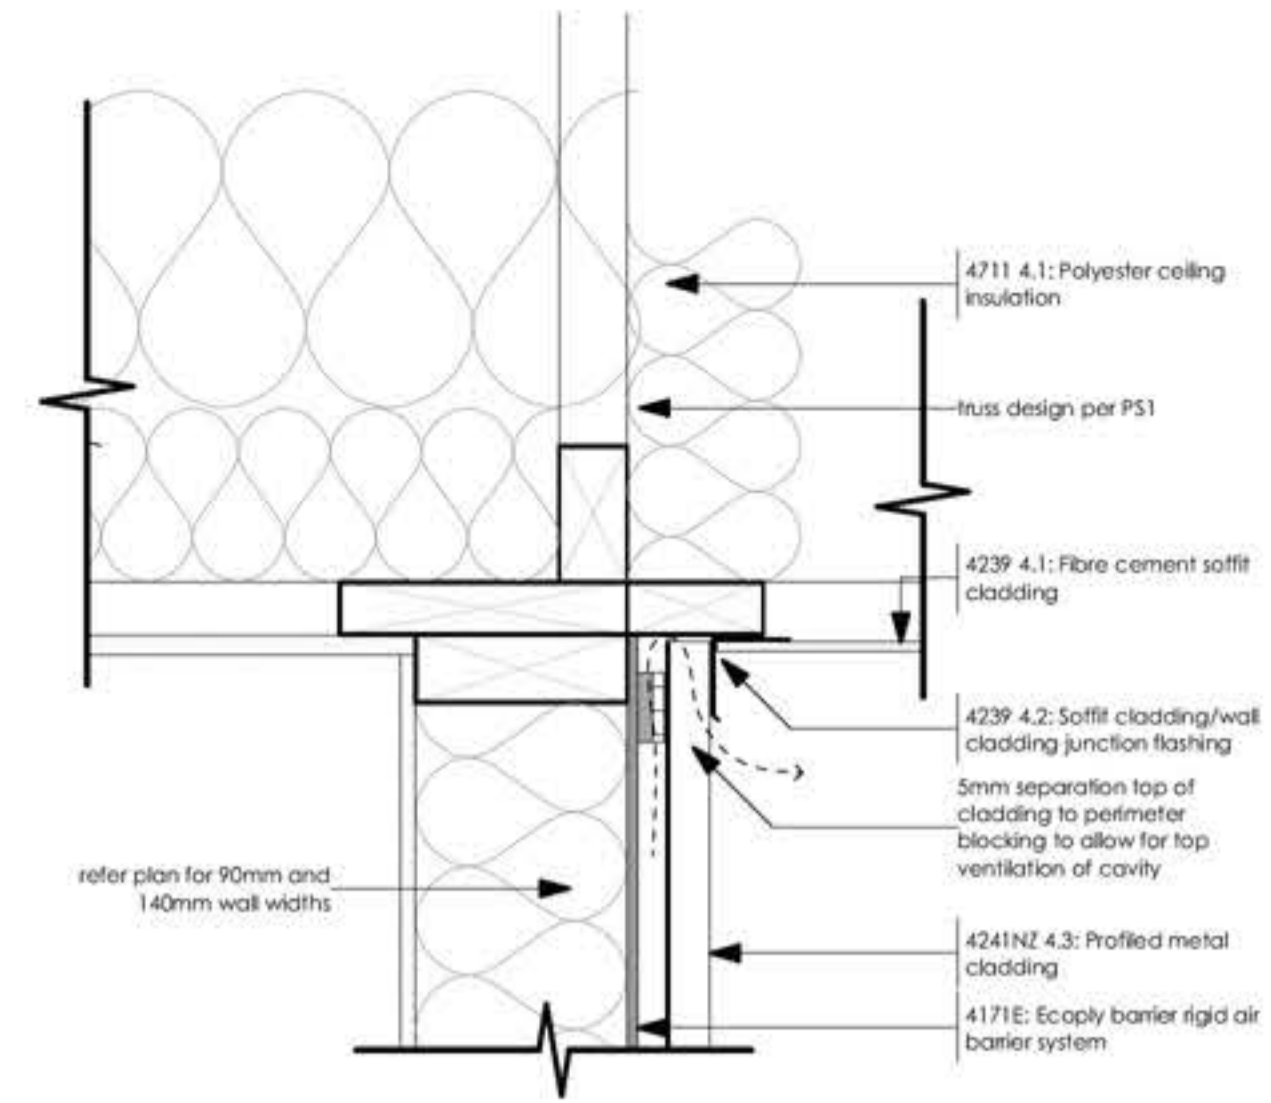 4711 4.1: Polyester ceiling
insulation
truss design per PS1
4239 4.1: Fibre cement soffit
cladding
4239 4.2: Soffit cladding/wall
cladding junction flashing
5mm separation top of
cladding to perimeter
blocking to allow for top
ventilation of cavity
refer plan for 90mm and
140mm wall widths
4241NZ 4.3: Profiled metal
cladding
4171E: Ecoply barrier rigid air
barrier system